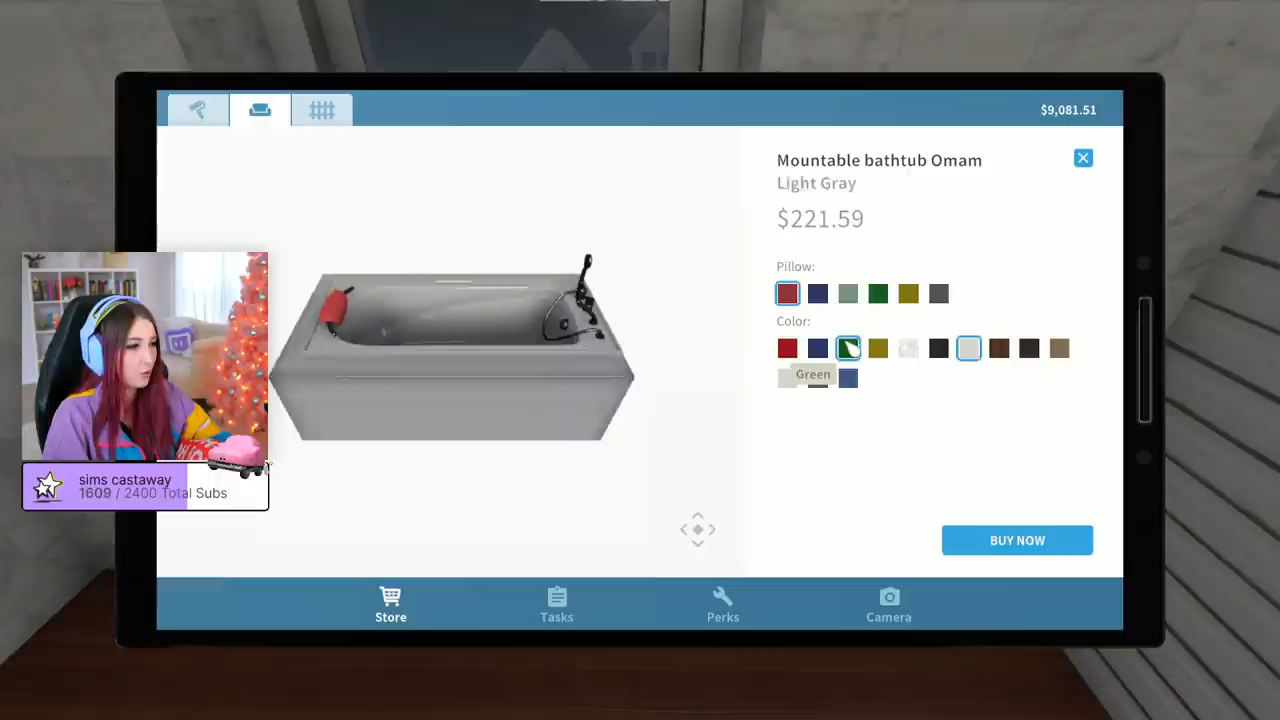 $9,081.51
Mountable bathtub Omam
Light Gray
$221.59
Pillow:
Color:
Green
BUY NOW
sims castaway
1609 / 2400 Total Subs
Store
Tasks
Perks
Camera